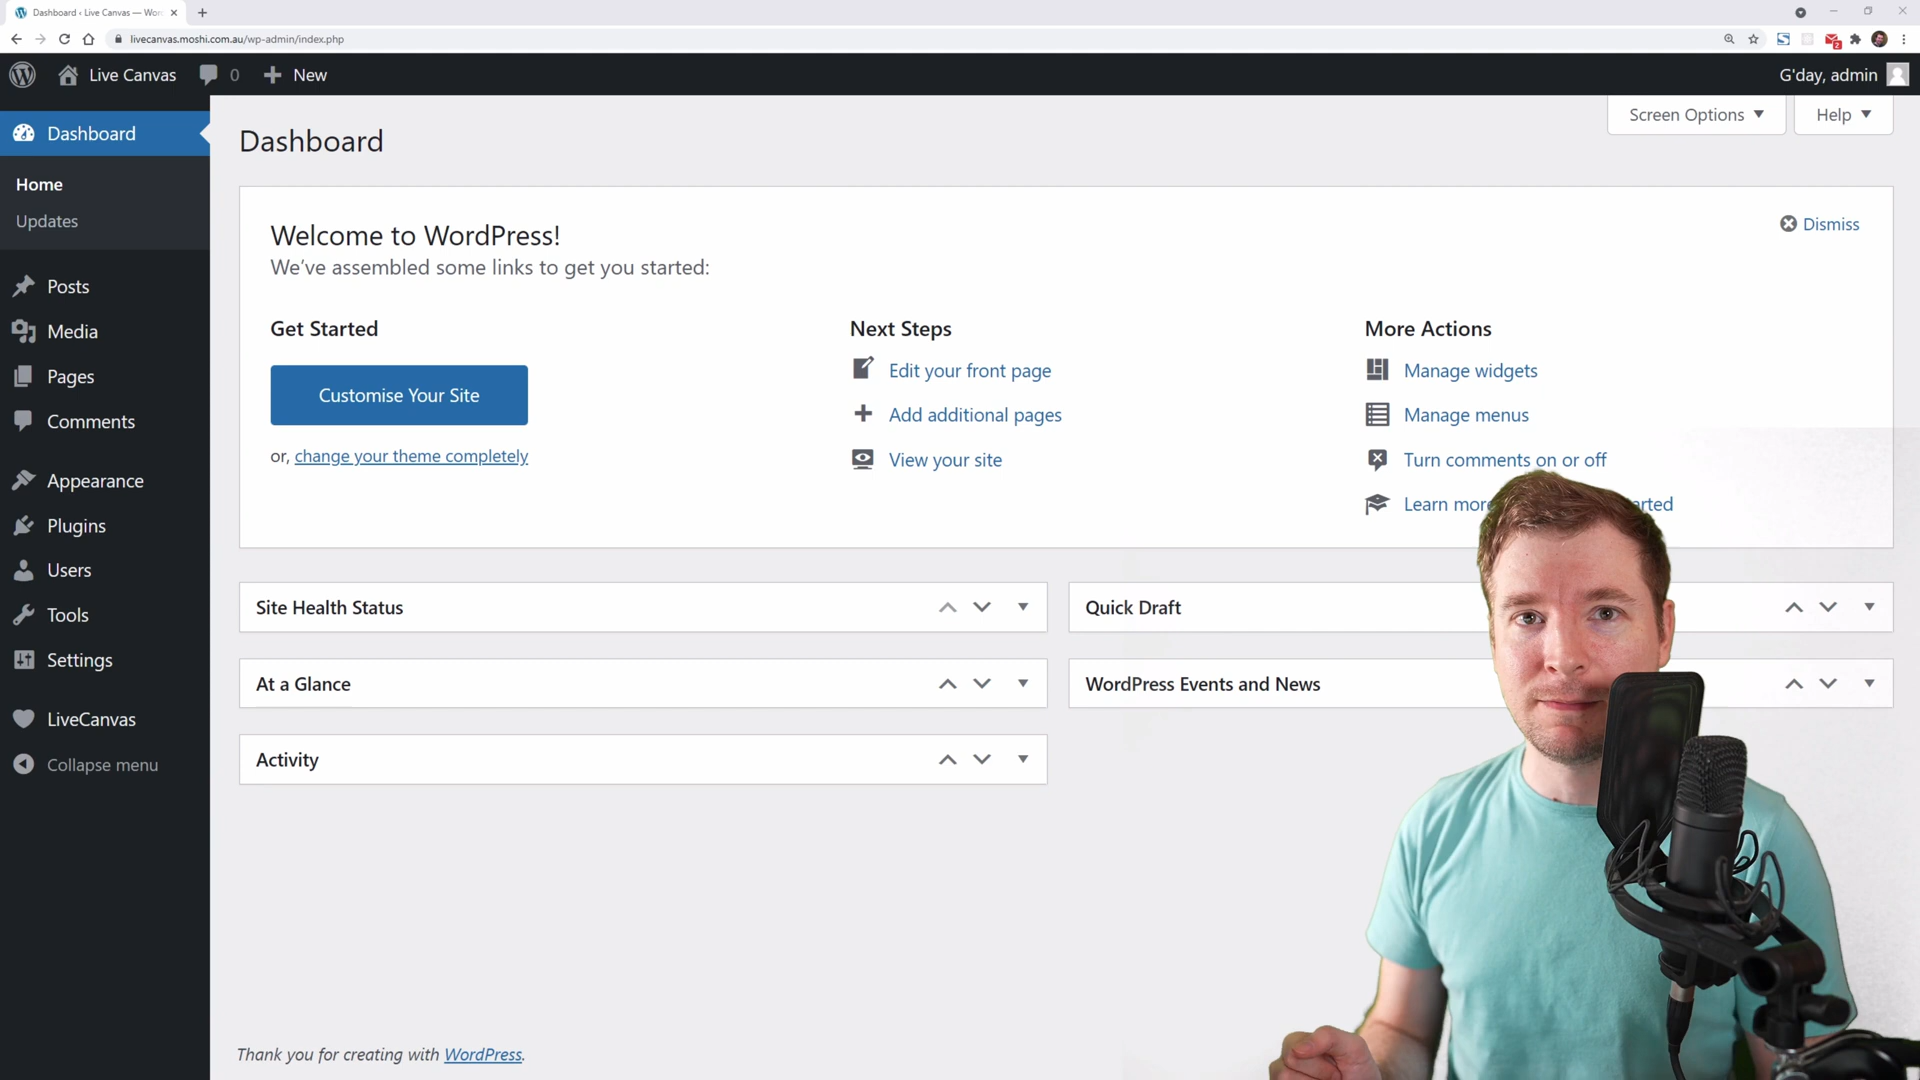 Dashboard ‹ Live Canvas — Wor
livecanvas.moshi.com.au/wp-admin/index.php
2
Live Canvas
0
New
G'day, admin
Screen Options
Help
Dashboard
Home
Updates
Posts
Media
Pages
Comments
Appearance
Plugins
Users
Tools
Settings
LiveCanvas
Collapse menu
Dashboard
Welcome to WordPress!
Dismiss
We've assembled some links to get you started:
Get Started
Customise Your Site
or, change your theme completely
Next Steps
Edit your front page
Add additional pages
View your site
More Actions
Manage widgets
Manage menus
Turn comments on or off
Learn more
Site Health Status
At a Glance
Activity
Quick Draft
WordPress Events and News
Thank you for creating with WordPress.